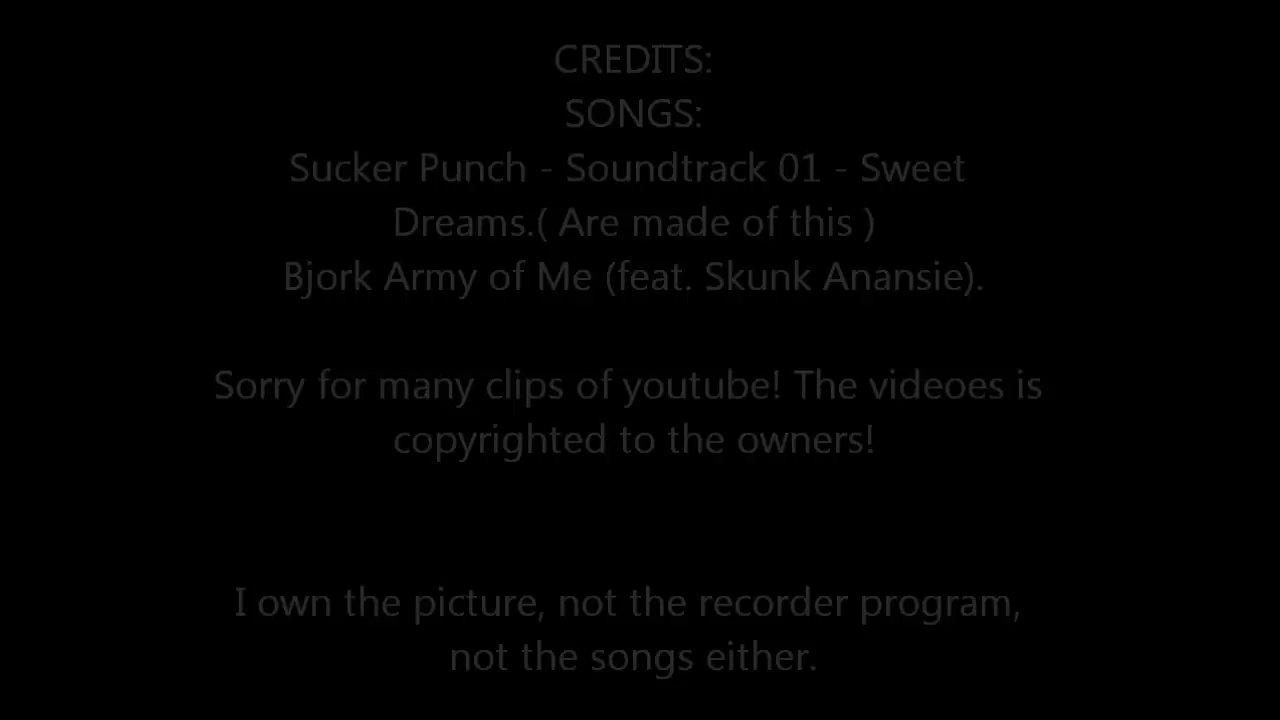 CREDITS:
SONGS:
Sucker Punch - Soundtrack 01 - Sweet
Dreams.( Are made of this )
Bjork Army of Me (feat. Skunk Anansie).
Sorry for many clips of youtube! The videoes is
copyrighted to the owners!
I own the picture, not the recorder program,
not the songs either.